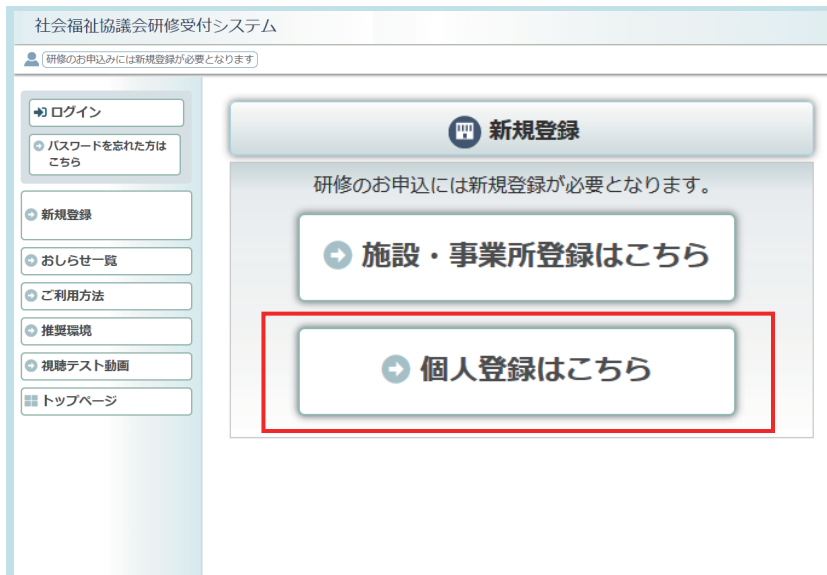 社会福祉協議会研修受付システム
研修のお申込みには新規登録が必要となります
ログイン
パスワードを忘れた方は
こちら
新規登録
おしらせ一覧
ご利用方法
推奨環境
視聴テスト動画
トップページ
新規登録
研修のお申込には新規登録が必要となります。
施設・事業所登録はこちら
個人登録はこちら